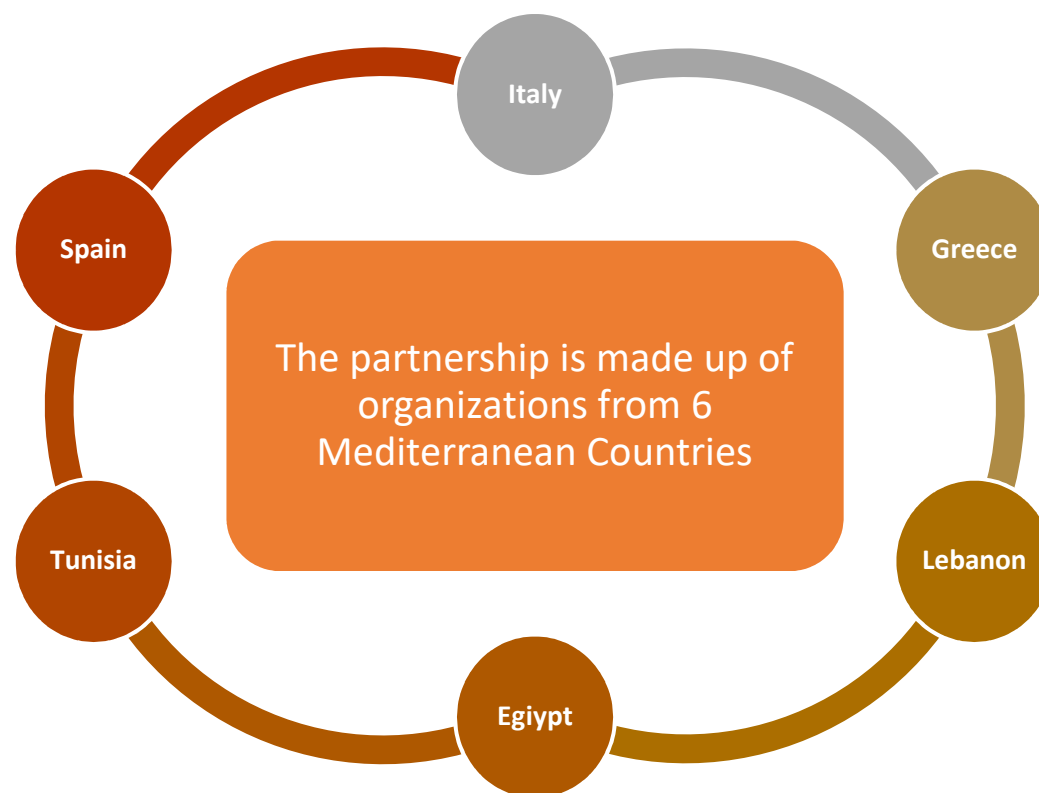 Italy
Spain
Greece
The partnership is made up of
organizations from 6
Mediterranean Countries
Tunisia
Lebanon
Egiypt